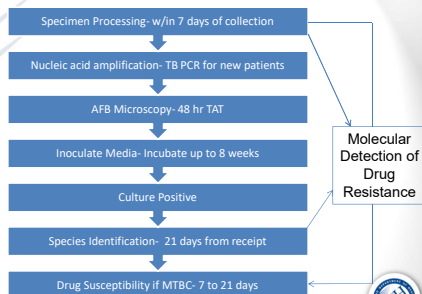 Specimen Processing- w/in 7 days of collection
Nucleic acid amplification- TB PCR for new patients
AFB Microscopy- 48 hr TAT
Inoculate Media- Incubate up to 8 weeks
Culture Positive
Species Identification-  21 days from receipt
Drug Susceptibility if MTBC- 7 to 21 days
Molecular
Detection of
Drug
Resistance